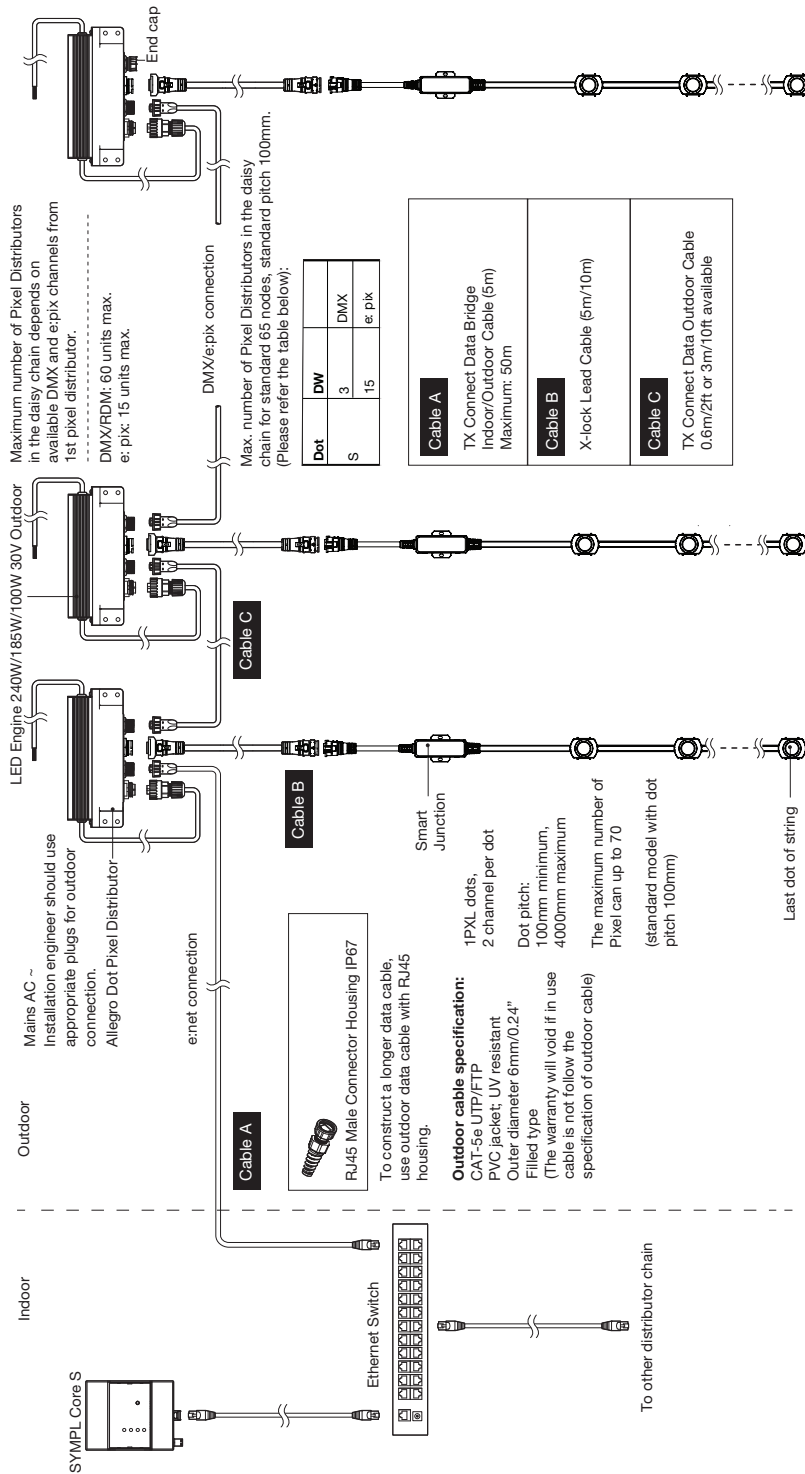 Indoor
Outdoor
SYMPL Core S
Ethernet Switch
To other distributor chain
Mains AC ~
Installation engineer should use
appropriate plugs for outdoor
connection.
Allegro Dot Pixel Distributor
e:net connection
Cable A
RJ45 Male Connector Housing IP67
To construct a longer data cable,
use outdoor data cable with RJ45
housing.
Outdoor cable specification:
CAT-5e UTP/FTP
PVC jacket; UV resistant
Outer diameter 6mm/0.24"
Filled type
(The warranty will void if in use
cable is not follow the
specification of outdoor cable)
LED Engine 240W/185W/100W 30V Outdoor
Cable B
Cable C
Smart
Junction
1PXL dots,
2 channel per dot
Dot pitch:
100mm minimum,
4000mm maximum
The maximum number of
Pixel can up to 70
(standard model with dot
pitch 100mm)
Last dot of string
Maximum number of Pixel Distributors
in the daisy chain depends on
available DMX and e:pix channels from
1st pixel distributor.
DMX/RDM: 60 units max.
e: pix: 15 units max.
DMX/e:pix connection
End cap
Max. number of Pixel Distributors in the daisy
chain for standard 65 nodes, standard pitch 100mm.
(Please refer the table below):
Dot DW
S 3 DMX
15 e: pix
Cable A
TX Connect Data Bridge
Indoor/Outdoor Cable (5m)
Maximum: 50m
Cable B
X-lock Lead Cable (5m/10m)
Cable C
TX Connect Data Outdoor Cable
0.6m/2ft or 3m/10ft available